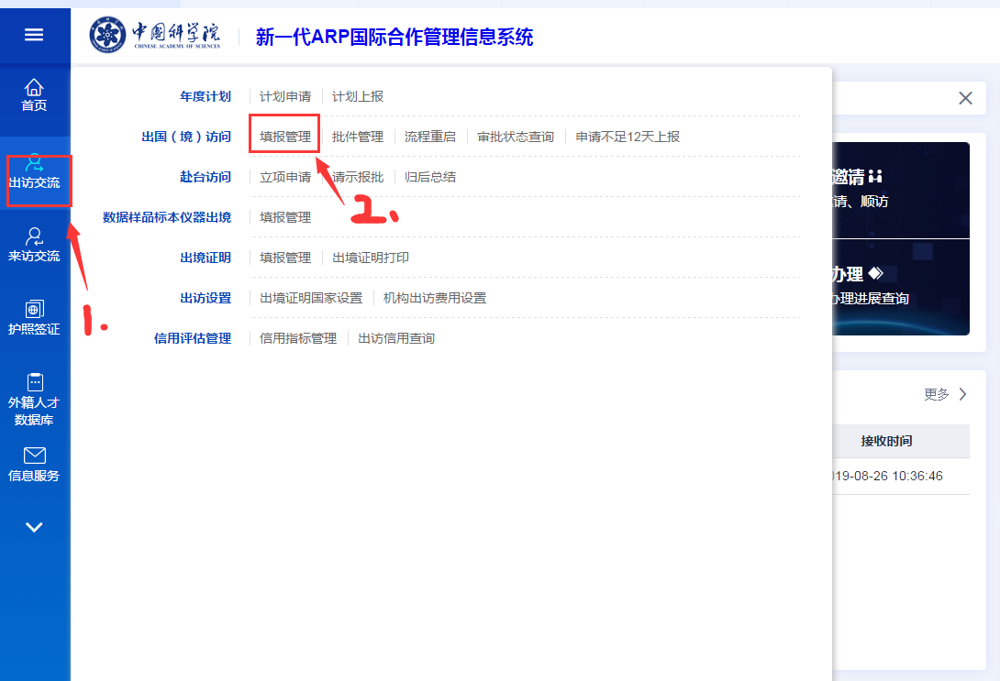 中国科学院
CHINESE ACADEMY OF SCIENCES
新一代ARP国际合作管理信息系统
首页
出访交流
来访交流
护照签证
外籍人才
数据库
信息服务
年度计划 计划申请 计划上报
出国（境）访问 填报管理 批件管理 流程重启 审批状态查询 申请不足12天上报
赴台访问 立项申请 请示报批 归后总结
数据样品标本仪器出境 填报管理
出境证明 填报管理 出境证明打印
出访设置 出境证明国家设置 机构出访费用设置
信用评估管理 信用指标管理 出访信用查询
1.
2.
邀请
请、顺访
办理
办理进展查询
更多
接收时间
19-08-26 10:36:46